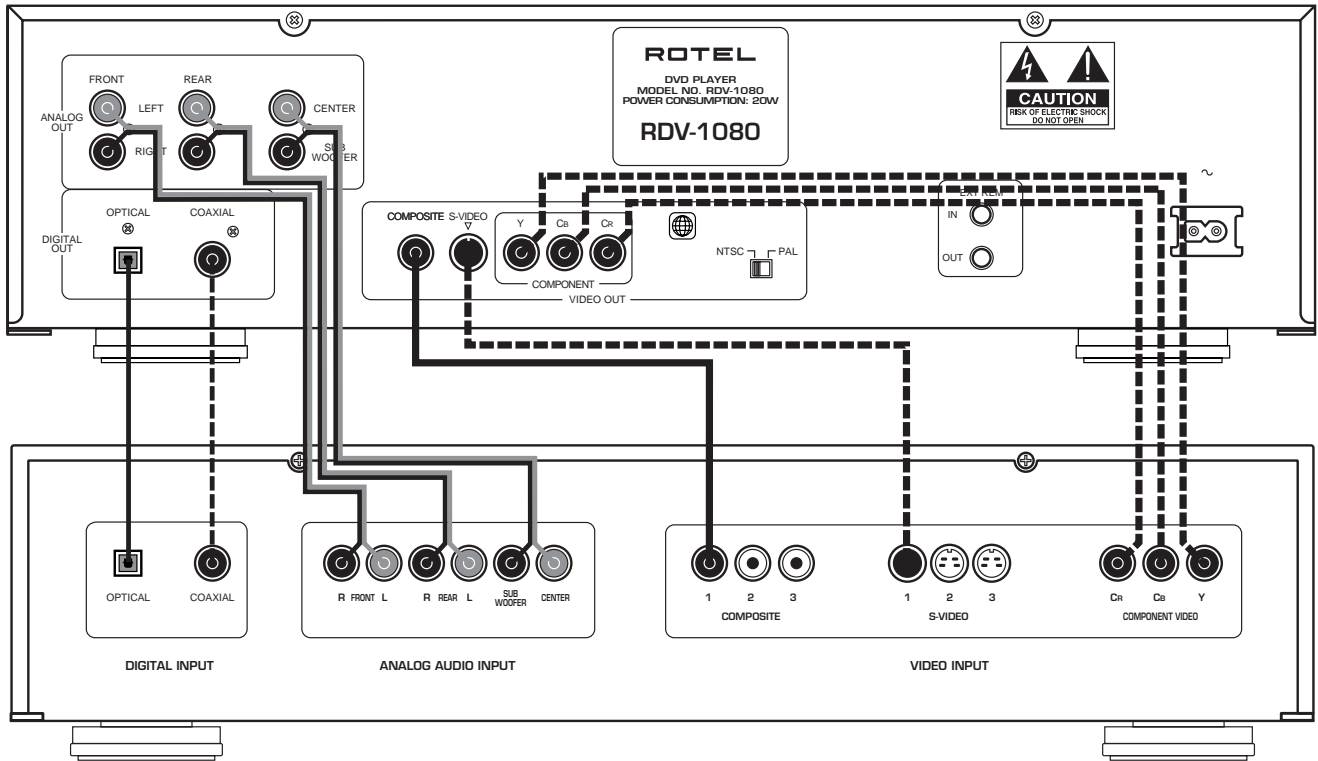 ROTEL
DVD PLAYER
MODEL NO. RDV-1080
POWER CONSUMPTION: 20W
RDV-1080
CAUTION
RISK OF ELECTRIC SHOCK
DO NOT OPEN
FRONT
REAR
LEFT
CENTER
ANALOG
OUT
RIGHT
SUB
WOOFER
OPTICAL
COAXIAL
DIGITAL
OUT
COMPOSITE
S-VIDEO
Y
CB
CR
COMPONENT
VIDEO OUT
NTSC
PAL
EXT REM
IN
OUT
~
OPTICAL
COAXIAL
DIGITAL INPUT
R FRONT L
R REAR L
SUB
WOOFER
CENTER
ANALOG AUDIO INPUT
1 2 3
COMPOSITE
1 2 3
S-VIDEO
CR CB Y
COMPONENT VIDEO
VIDEO INPUT